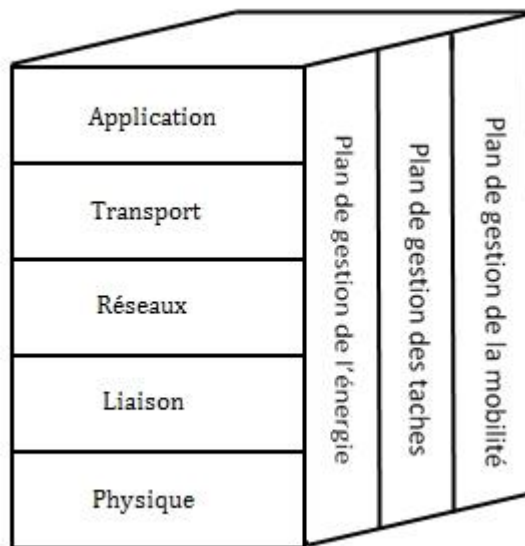 Application
Transport
Réseaux
Liaison
Physique
Plan de gestion de l'énergie
Plan de gestion des taches
Plan de gestion de la mobilité